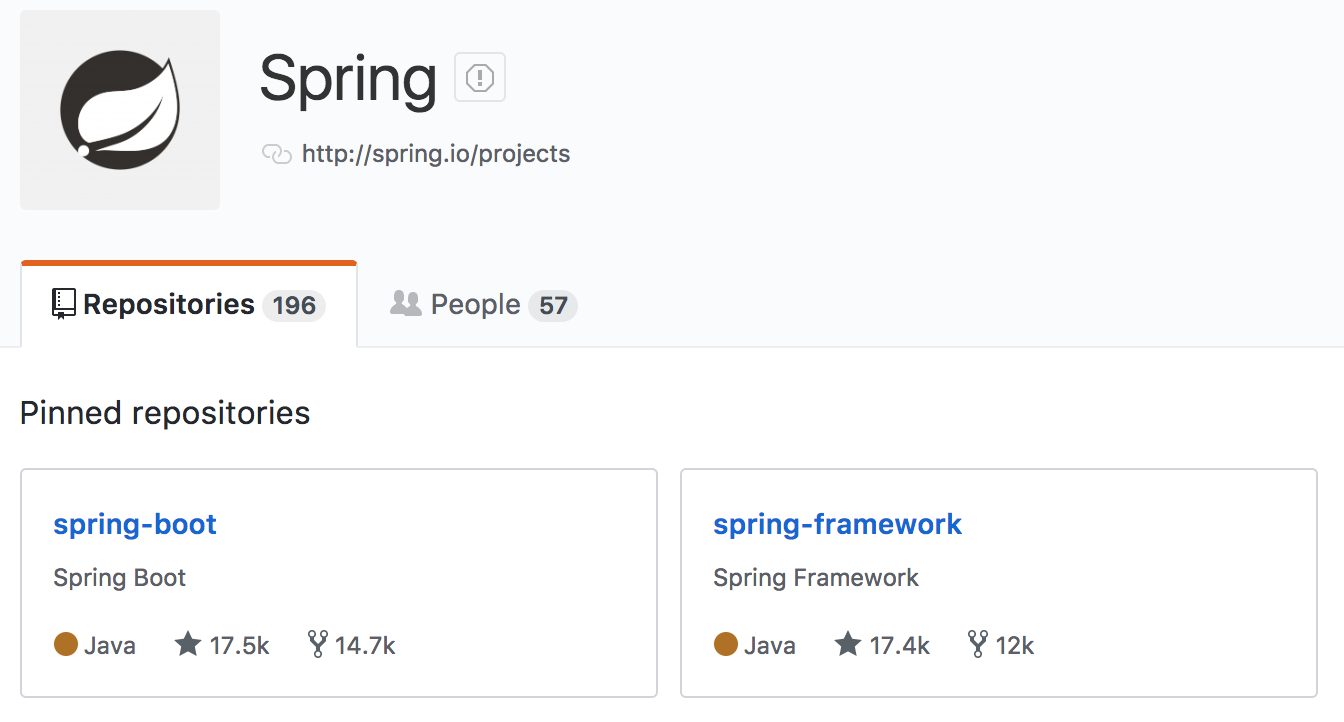 Spring
http://spring.io/projects
Repositories 196 People 57
Pinned repositories
spring-boot
Spring Boot
Java 17.5k 14.7k
spring-framework
Spring Framework
Java 17.4k 12k